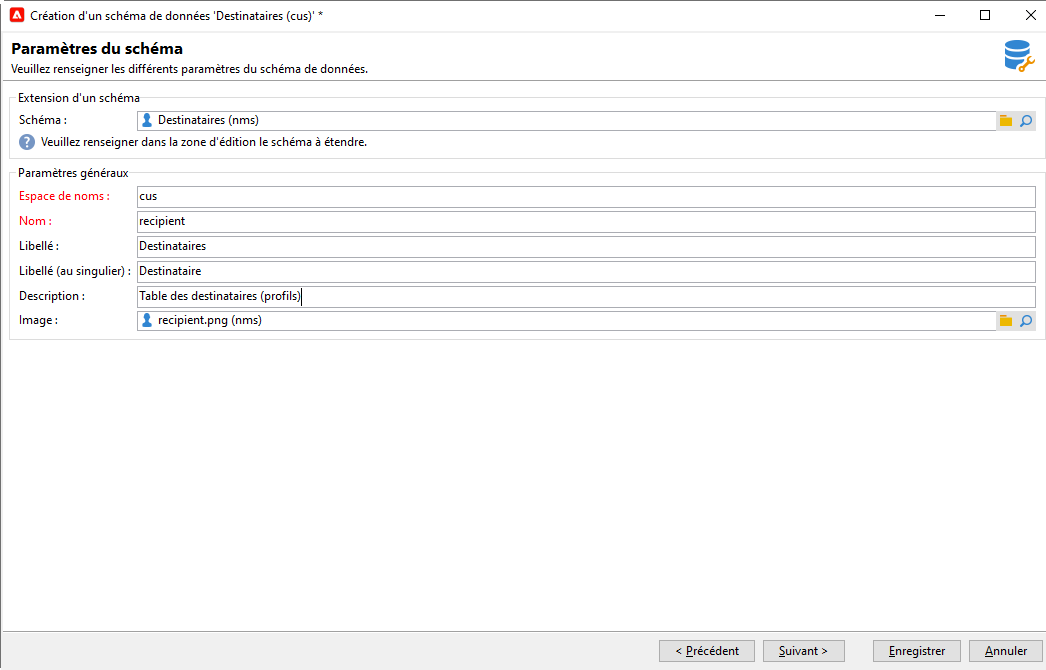 Création d'un schéma de données 'Destinataires (cus)' *
Paramètres du schéma
Veuillez renseigner les différents paramètres du schéma de données.
Extension d'un schéma
Schéma : Destinataires (nms)
? Veuillez renseigner dans la zone d'édition le schéma à étendre.
Paramètres généraux
Espace de noms : cus
Nom : recipient
Libellé : Destinataires
Libellé (au singulier) : Destinataire
Description : Table des destinataires (profils)
Image : recipient.png (nms)
< Précédent Suivant > Enregistrer Annuler